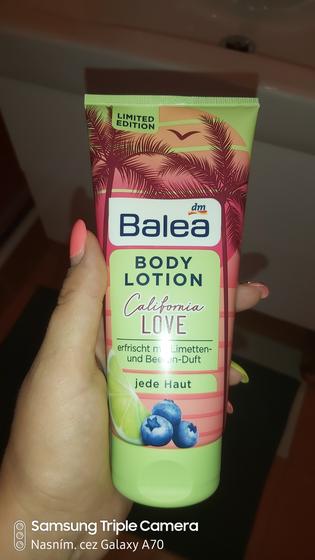 LIMITED
EDITION
dm
Balea
BODY
LOTION
California
LOVE
erfrischt mit Limetten-
und Beeren-Duft
jede Haut
Samsung Triple Camera
Nasním. cez Galaxy A70